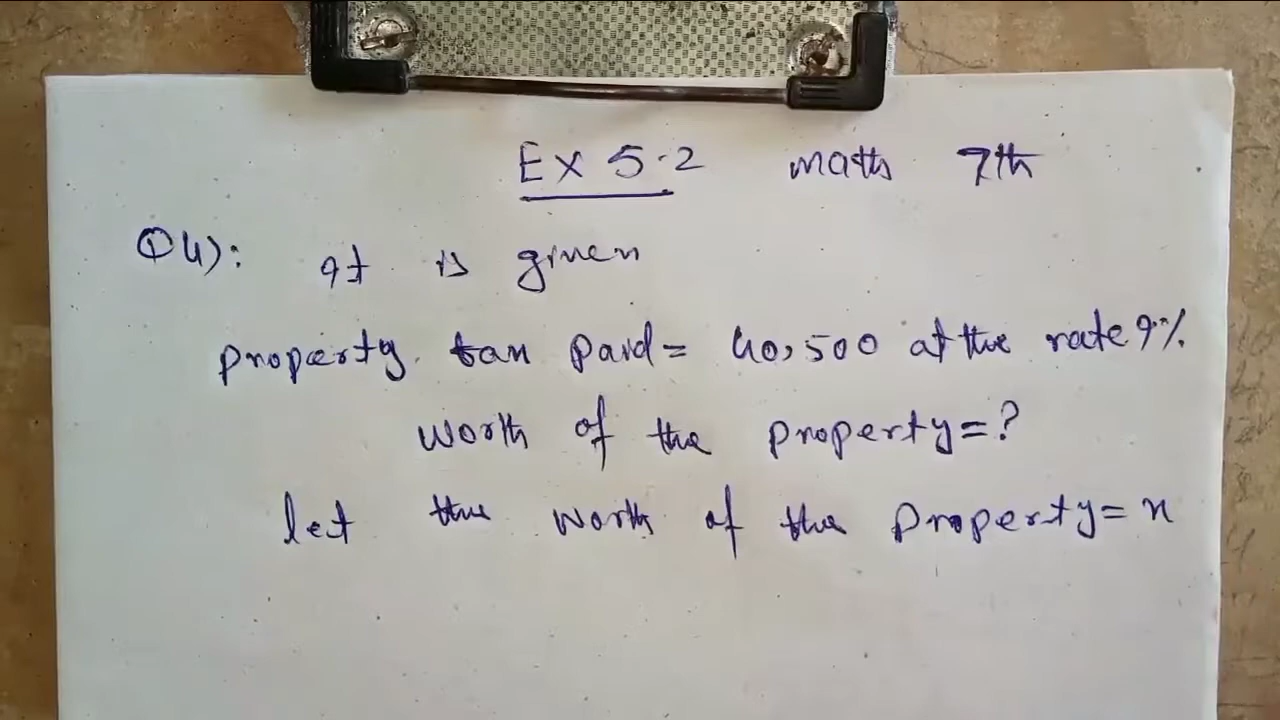 Ex 5.2 math 7th
Q4): It is given
property tax paid = 40,500 at the rate 9%
worth of the property = ?
let the worth of the property = x